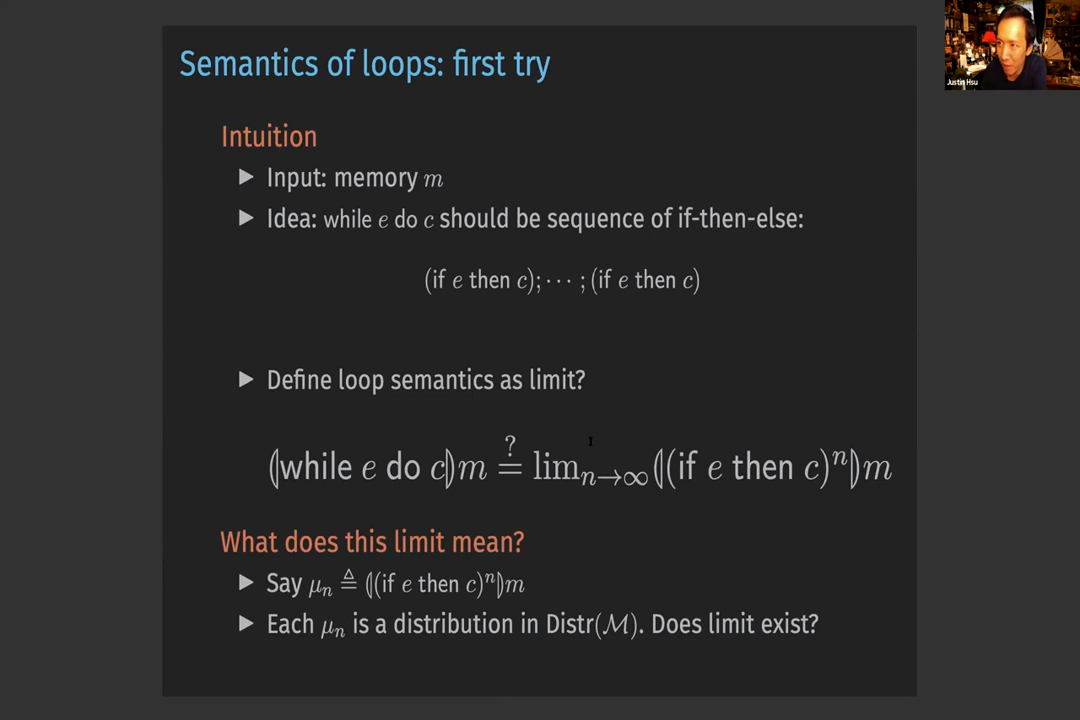 Semantics of loops: first try
Justin Hsu
Intuition
▶ Input: memory m
▶ Idea: while e do c should be sequence of if-then-else:
(if e then c); ⋯ ; (if e then c)
▶ Define loop semantics as limit?
⦇while e do c⦈m ≟ lim_{n→∞} ⦇(if e then c)ⁿ⦈m
What does this limit mean?
▶ Say μₙ ≜ ⦇(if e then c)ⁿ⦈m
▶ Each μₙ is a distribution in Distr(ℳ). Does limit exist?